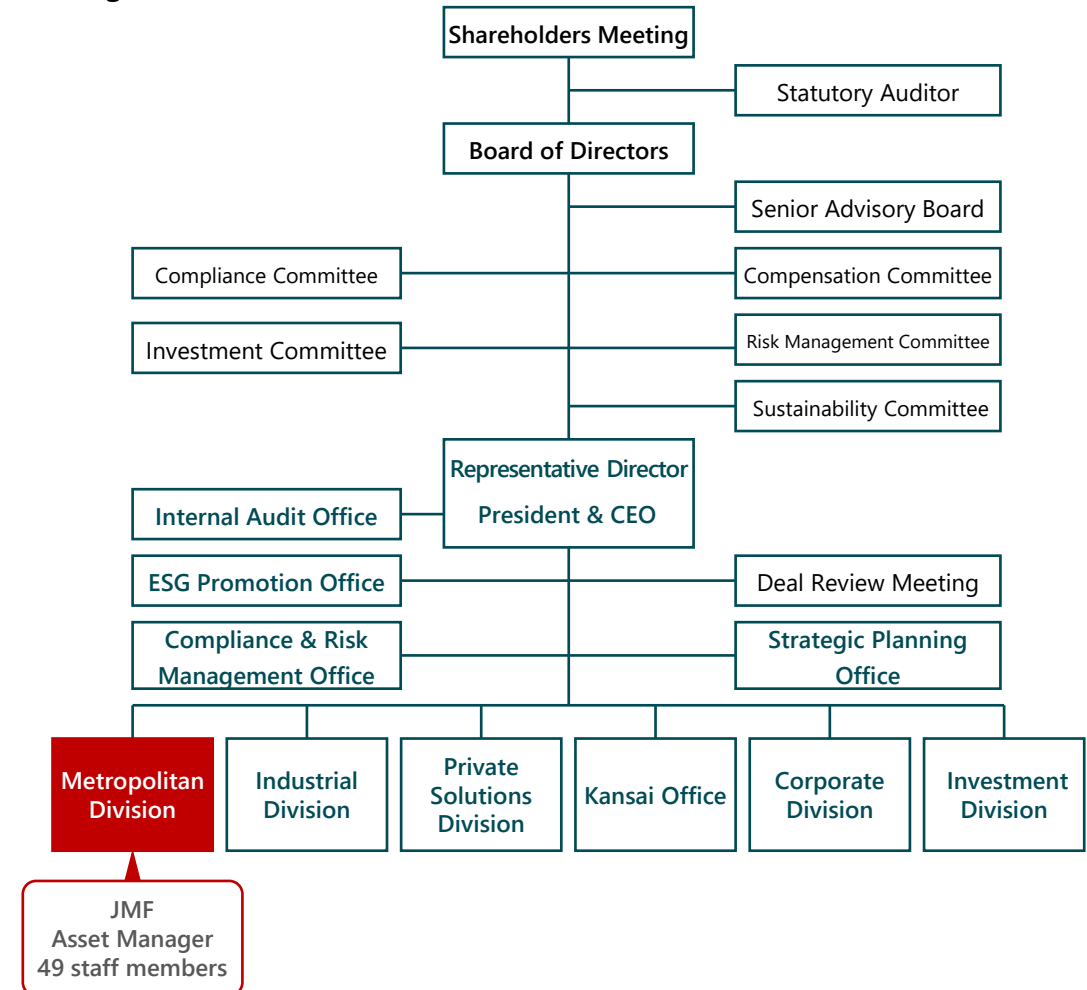 Shareholders Meeting
Statutory Auditor
Board of Directors
Senior Advisory Board
Compliance Committee
Compensation Committee
Investment Committee
Risk Management Committee
Sustainability Committee
Representative Director
President & CEO
Internal Audit Office
ESG Promotion Office
Deal Review Meeting
Compliance & Risk
Management Office
Strategic Planning
Office
Metropolitan
Division
Industrial
Division
Private
Solutions
Division
Kansai Office
Corporate
Division
Investment
Division
JMF
Asset Manager
49 staff members